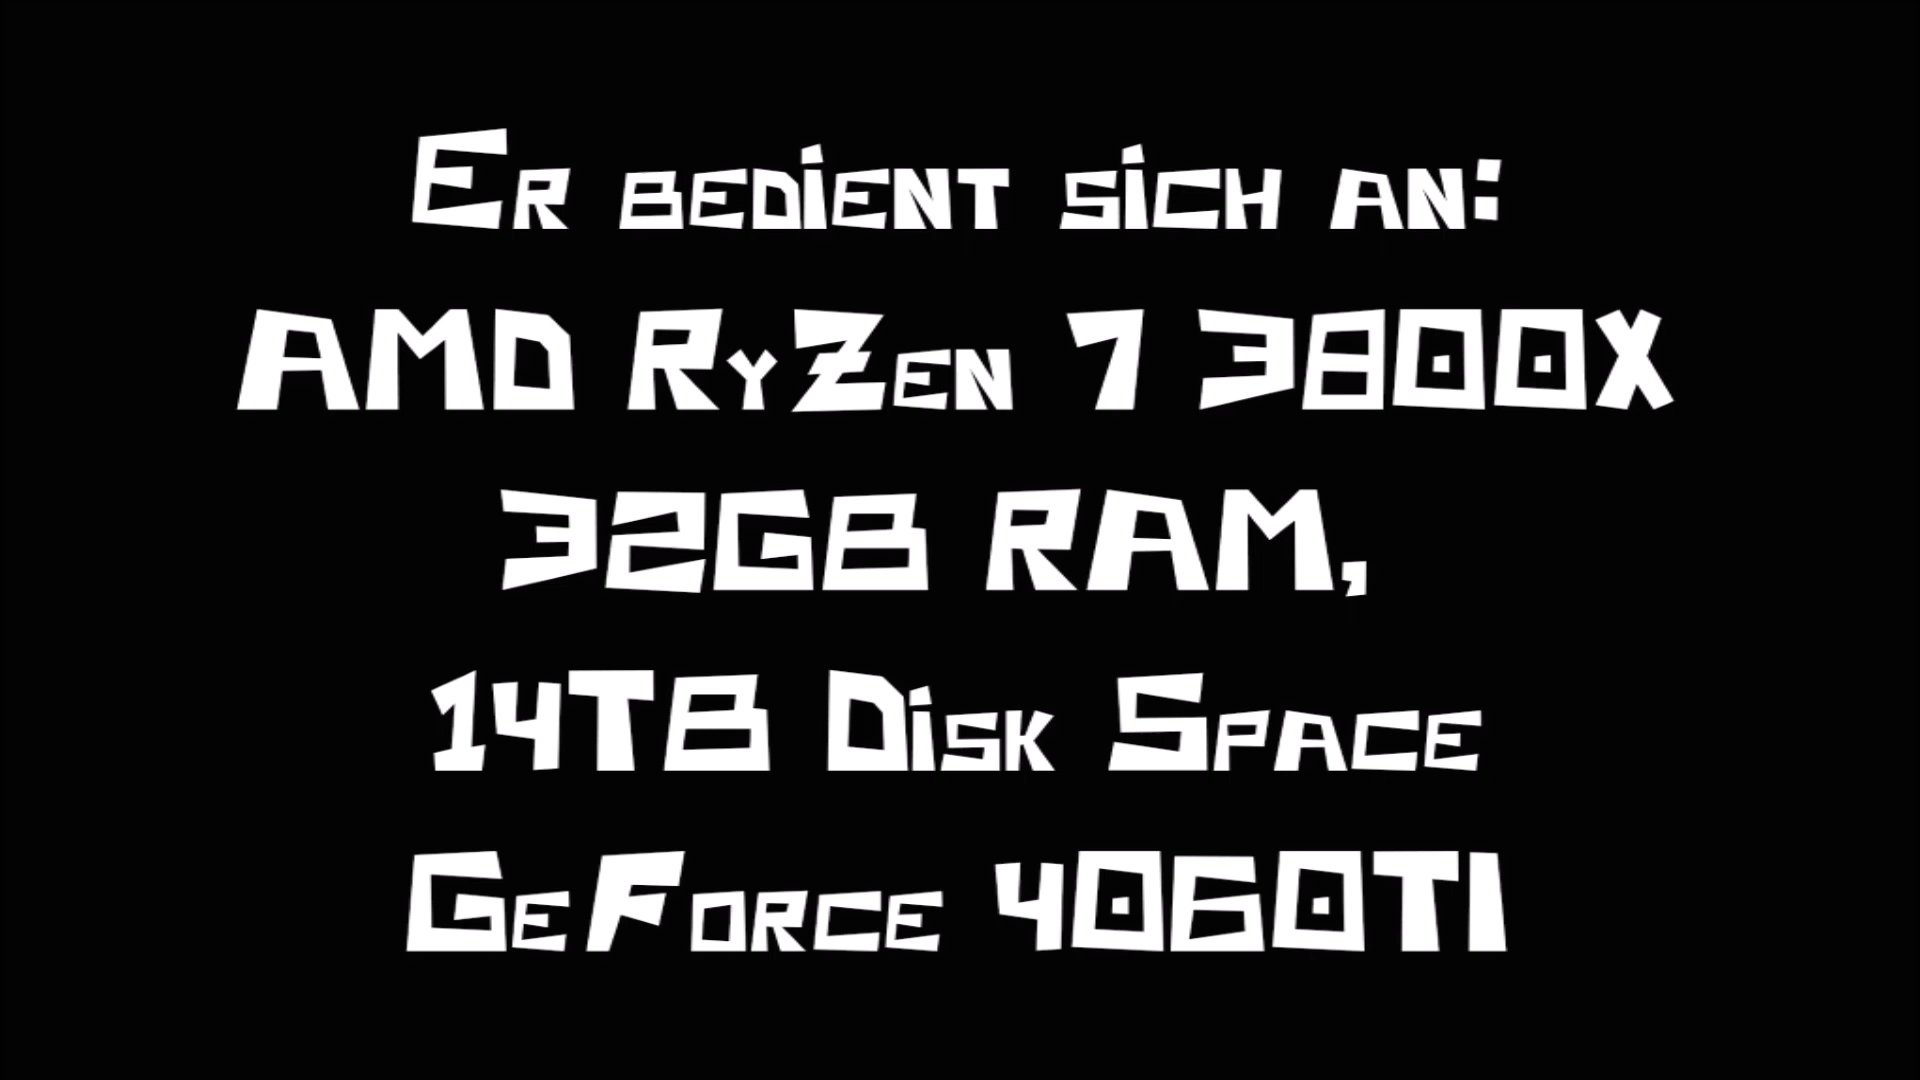 Er bedient sich an:
AMD RyZen 7 3800X
32GB RAM,
14TB Disk Space
GeForce 4060TI